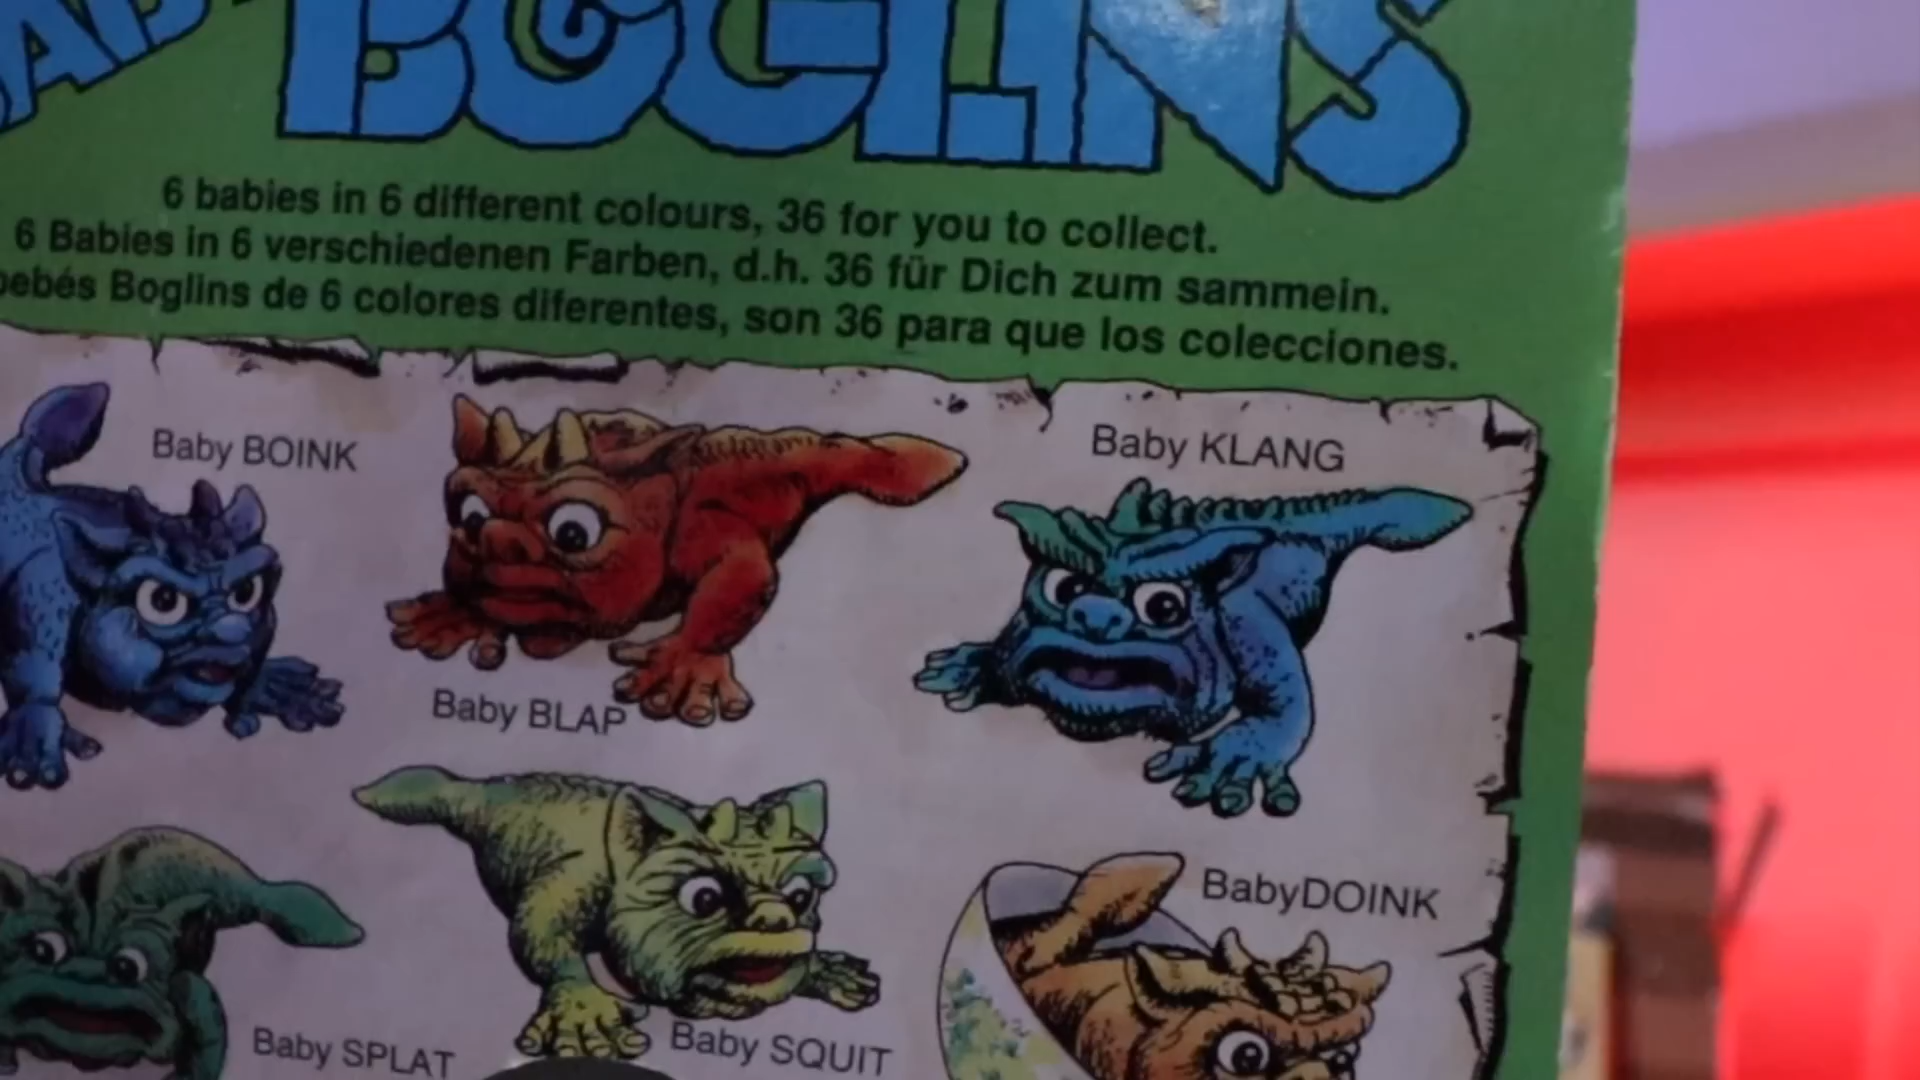 BOGLINS
6 babies in 6 different colours, 36 for you to collect.
6 Babies in 6 verschiedenen Farben, d.h. 36 für Dich zum sammein.
bebés Boglins de 6 colores diferentes, son 36 para que los colecciones.
Baby BOINK
Baby KLANG
Baby BLAP
BabyDOINK
Baby SPLAT
Baby SQUIT